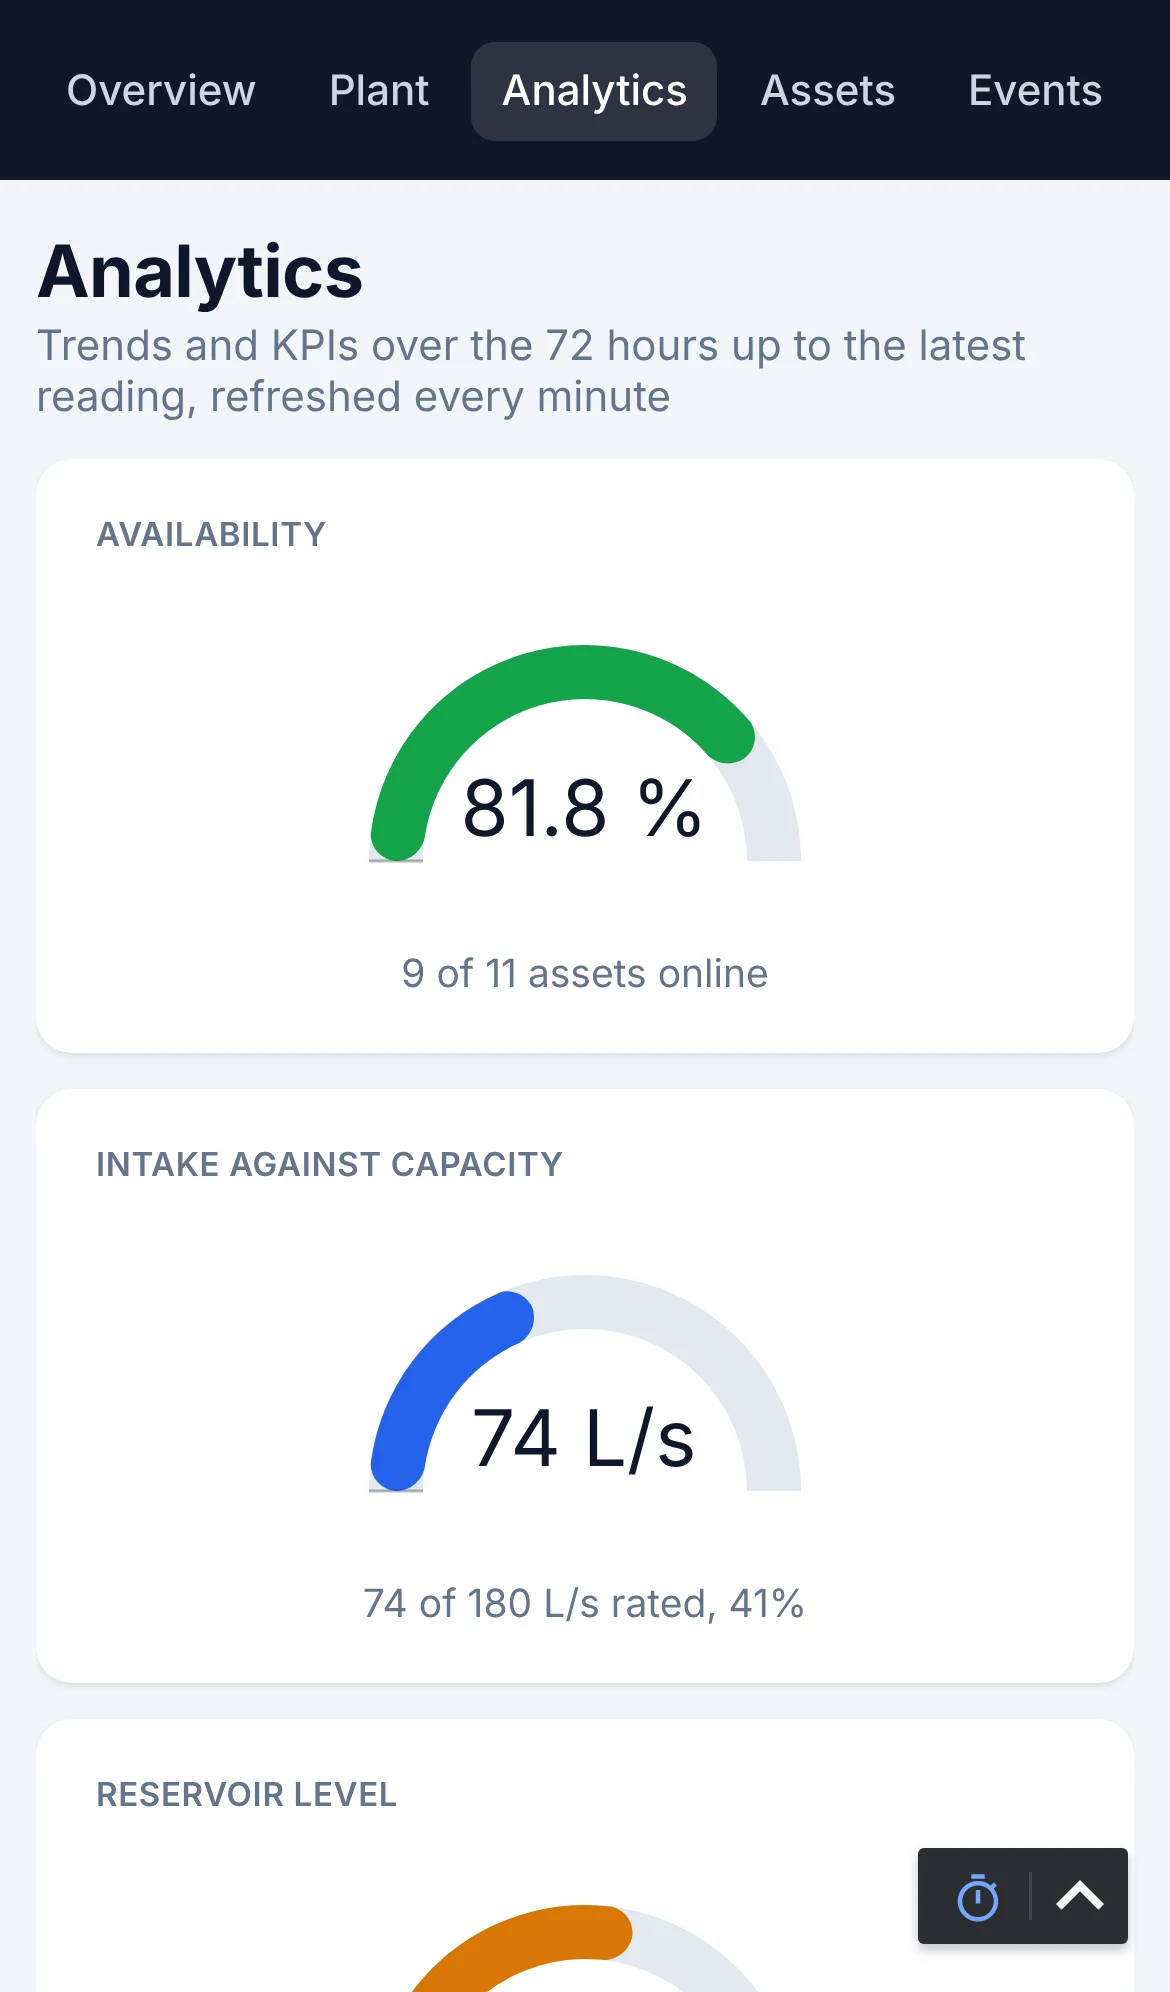 Overview Plant Analytics Assets Events
Analytics
Trends and KPIs over the 72 hours up to the latest
reading, refreshed every minute
AVAILABILITY
81.8 %
9 of 11 assets online
INTAKE AGAINST CAPACITY
74 L/s
74 of 180 L/s rated, 41%
RESERVOIR LEVEL